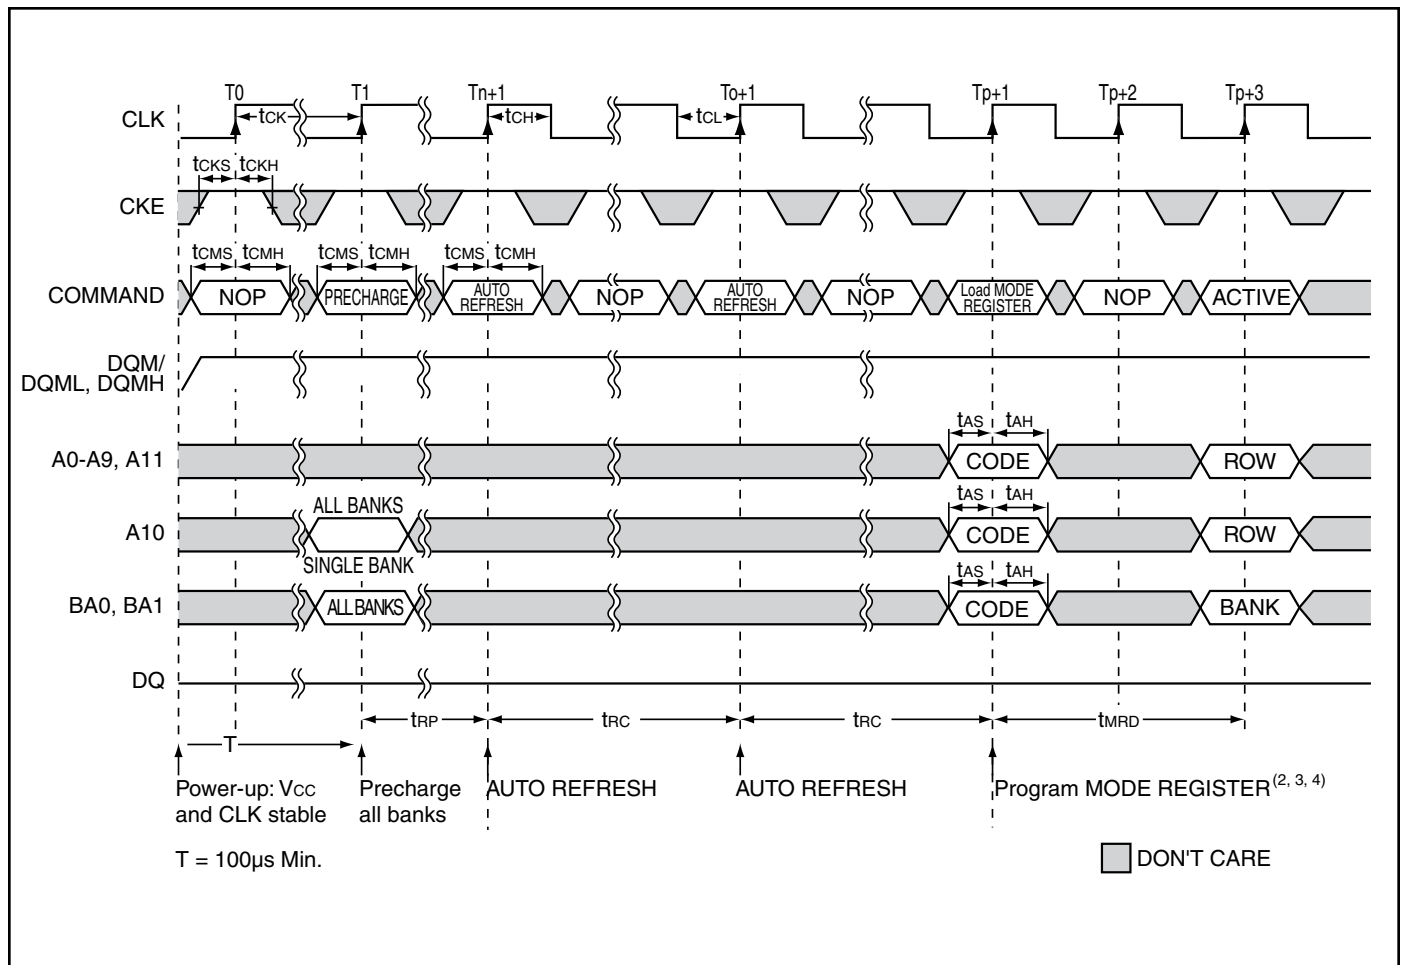 T0 T1 Tn+1 To+1 Tp+1 Tp+2 Tp+3
CLK tCK tCH tCL
tCKS tCKH
CKE
tCMS tCMH tCMS tCMH tCMS tCMH
COMMAND NOP PRECHARGE AUTO REFRESH NOP AUTO REFRESH NOP Load MODE REGISTER NOP ACTIVE
DQM/
DQML, DQMH
tAS tAH
A0-A9, A11 CODE ROW
ALL BANKS tAS tAH
A10 CODE ROW
SINGLE BANK tAS tAH
BA0, BA1 ALL BANKS CODE BANK
DQ
tRP tRC tRC tMRD
T
Power-up: VCC Precharge AUTO REFRESH AUTO REFRESH Program MODE REGISTER(2, 3, 4)
and CLK stable all banks
T = 100µs Min. DON'T CARE